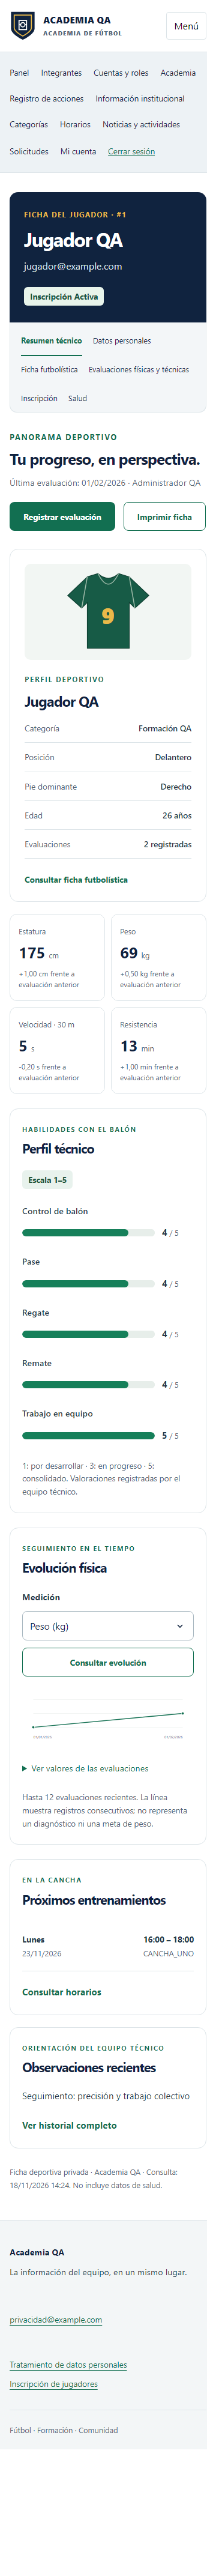 ACADEMIA QA
ACADEMIA DE FÚTBOL
Menú
Panel Integrantes Cuentas y roles Academia
Registro de acciones Información institucional
Categorías Horarios Noticias y actividades
Solicitudes Mi cuenta Cerrar sesión
FICHA DEL JUGADOR · #1
Jugador QA
jugador@example.com
Inscripción Activa
Resumen técnico Datos personales
Ficha futbolística Evaluaciones físicas y técnicas
Inscripción Salud
PANORAMA DEPORTIVO
Tu progreso, en perspectiva.
Última evaluación: 01/02/2026 · Administrador QA
Registrar evaluación Imprimir ficha
9
PERFIL DEPORTIVO
Jugador QA
Categoría Formación QA
Posición Delantero
Pie dominante Derecho
Edad 26 años
Evaluaciones 2 registradas
Consultar ficha futbolística
Estatura
175 cm
+1,00 cm frente a
evaluación anterior
Peso
69 kg
+0,50 kg frente a
evaluación anterior
Velocidad · 30 m
5 s
-0,20 s frente a
evaluación anterior
Resistencia
13 min
+1,00 min frente a
evaluación anterior
HABILIDADES CON EL BALÓN
Perfil técnico
Escala 1–5
Control de balón
4 / 5
Pase
4 / 5
Regate
4 / 5
Remate
4 / 5
Trabajo en equipo
5 / 5
1: por desarrollar · 3: en progreso · 5:
consolidado. Valoraciones registradas por el
equipo técnico.
SEGUIMIENTO EN EL TIEMPO
Evolución física
Medición
Peso (kg)
Consultar evolución
Ver valores de las evaluaciones
Hasta 12 evaluaciones recientes. La línea
muestra registros consecutivos; no representa
un diagnóstico ni una meta de peso.
EN LA CANCHA
Próximos entrenamientos
Lunes 16:00 – 18:00
23/11/2026 CANCHA_UNO
Consultar horarios
ORIENTACIÓN DEL EQUIPO TÉCNICO
Observaciones recientes
Seguimiento: precisión y trabajo colectivo
Ver historial completo
Ficha deportiva privada · Academia QA · Consulta:
18/11/2026 14:24. No incluye datos de salud.
Academia QA
La información del equipo, en un mismo lugar.
privacidad@example.com
Tratamiento de datos personales
Inscripción de jugadores
Fútbol · Formación · Comunidad